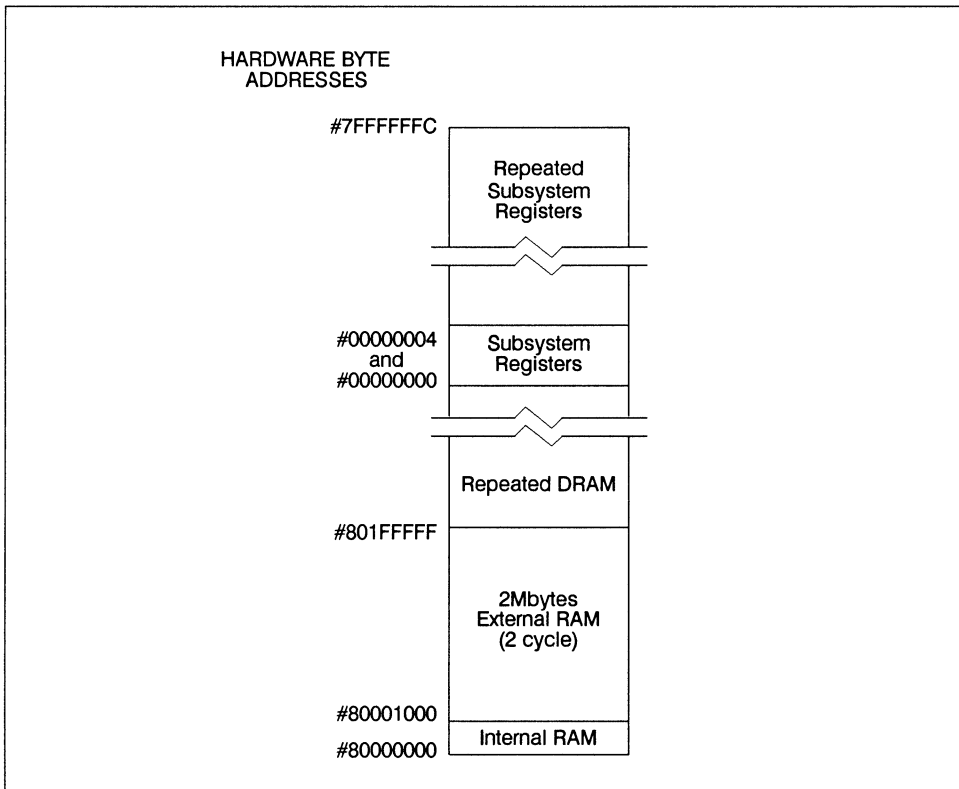 HARDWARE BYTE
ADDRESSES
#7FFFFFFC
Repeated
Subsystem
Registers
#00000004
and
#00000000
Subsystem
Registers
Repeated DRAM
#801FFFFF
2Mbytes
External RAM
(2 cycle)
#80001000
Internal RAM
#80000000